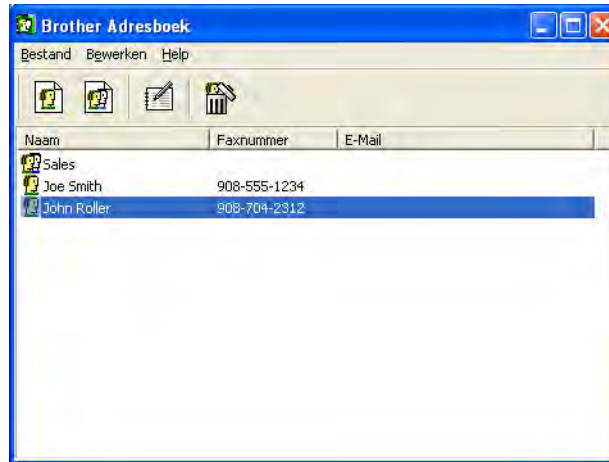 Brother Adresboek
Bestand Bewerken Help
Naam Faxnummer E-Mail
Sales
Joe Smith 908-555-1234
John Roller 908-704-2312